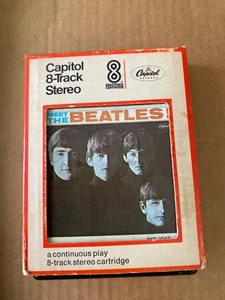 Capitol
8-Track
Stereo
8
Capitol
MEET
THE BEATLES!
a continuous play
8-track stereo cartridge